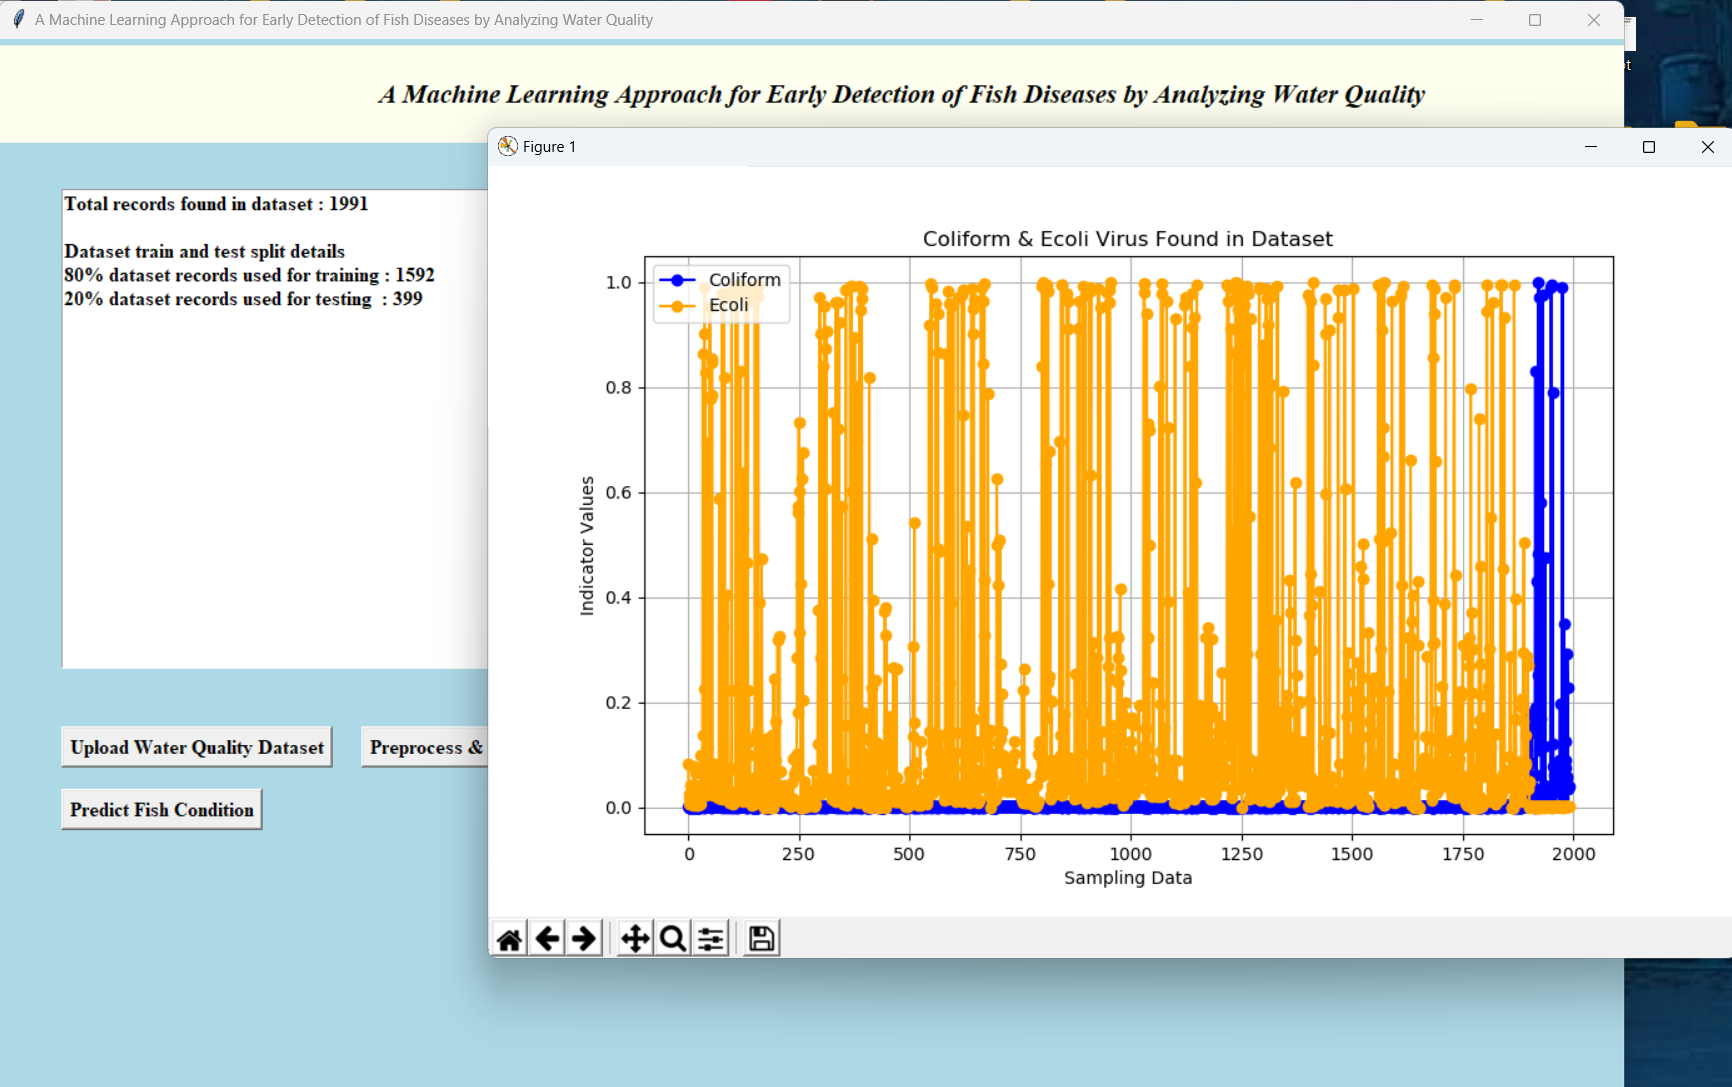 A Machine Learning Approach for Early Detection of Fish Diseases by Analyzing Water Quality
A Machine Learning Approach for Early Detection of Fish Diseases by Analyzing Water Quality
Total records found in dataset : 1991
Dataset train and test split details
80% dataset records used for training : 1592
20% dataset records used for testing  : 399
Upload Water Quality Dataset
Preprocess &
Predict Fish Condition
Figure 1
Coliform & Ecoli Virus Found in Dataset
Coliform
Ecoli
Indicator Values
1.0
0.8
0.6
0.4
0.2
0.0
0 250 500 750 1000 1250 1500 1750 2000
Sampling Data